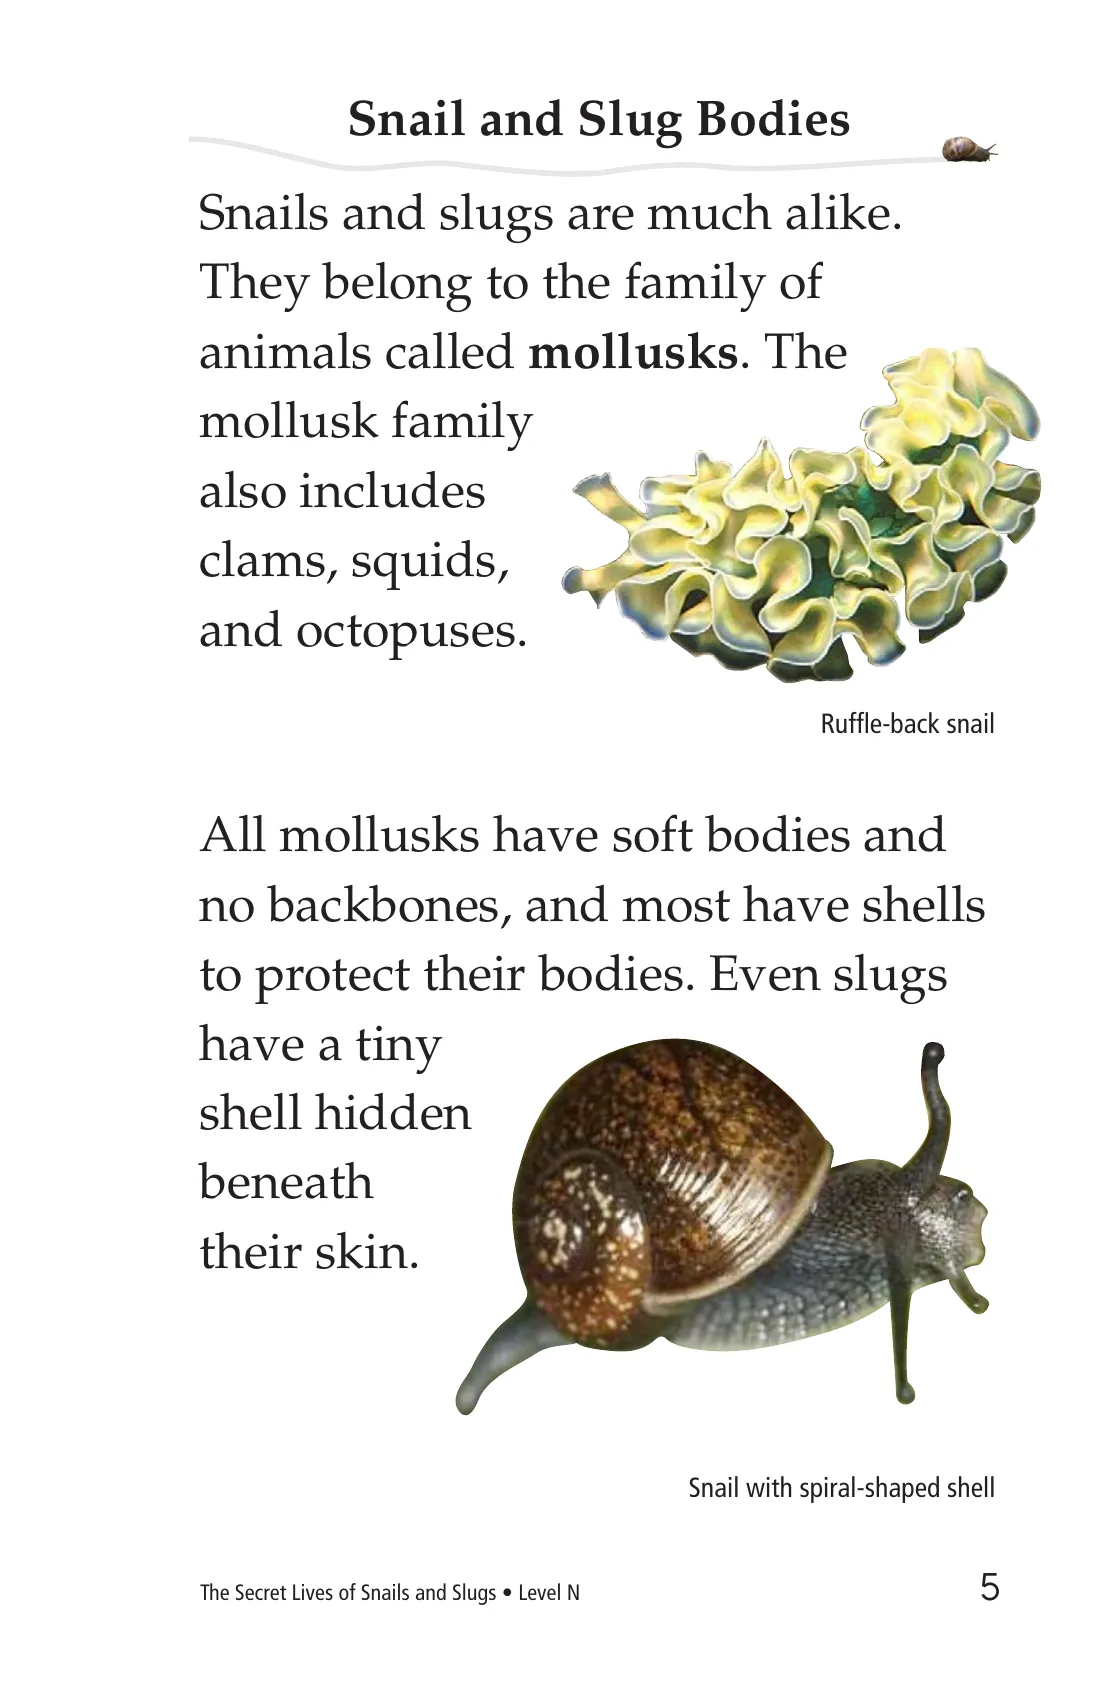 Snail and Slug Bodies
Snails and slugs are much alike.
They belong to the family of
animals called mollusks. The
mollusk family
also includes
clams, squids,
and octopuses.
Ruffle-back snail
All mollusks have soft bodies and
no backbones, and most have shells
to protect their bodies. Even slugs
have a tiny
shell hidden
beneath
their skin.
Snail with spiral-shaped shell
The Secret Lives of Snails and Slugs • Level N
5